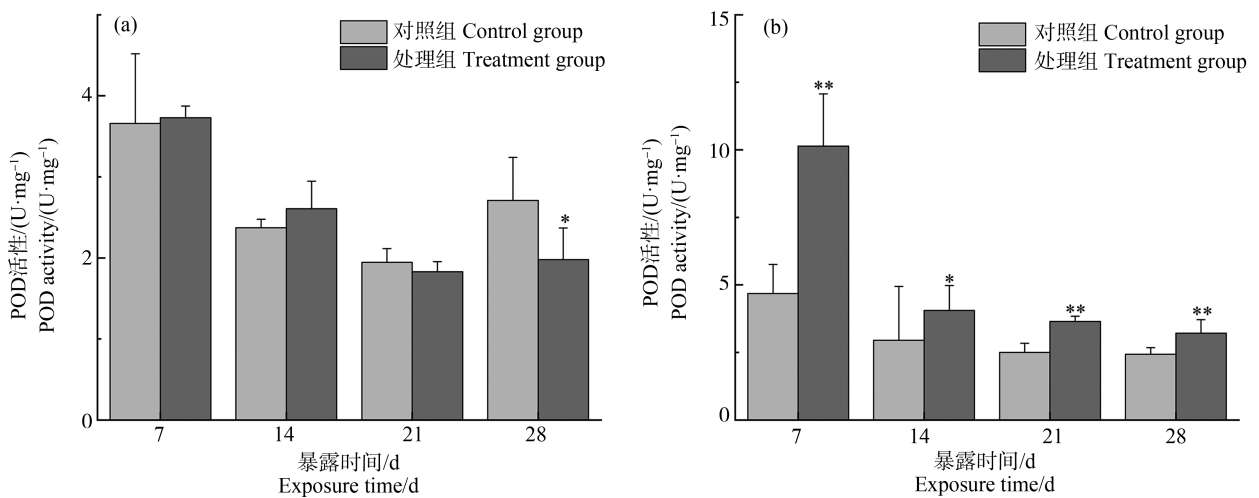 (a)
对照组 Control group
处理组 Treatment group
POD活性/(U·mg⁻¹)
POD activity/(U·mg⁻¹)
4
2
0
*
7 14 21 28
暴露时间/d
Exposure time/d
(b)
对照组 Control group
处理组 Treatment group
POD活性/(U·mg⁻¹)
POD activity/(U·mg⁻¹)
15
10
5
0
** * ** **
7 14 21 28
暴露时间/d
Exposure time/d